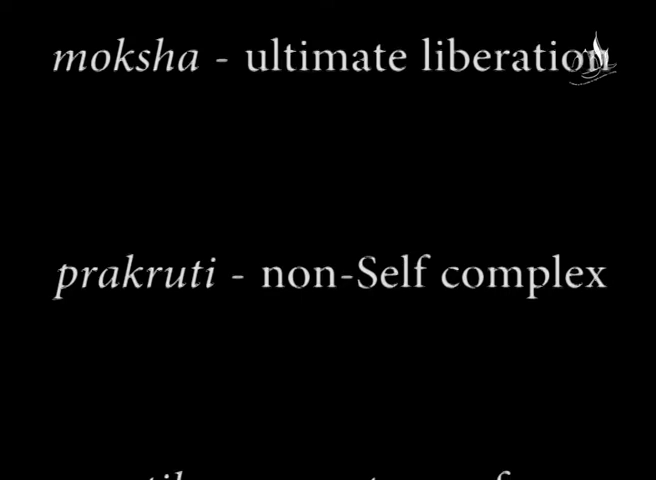 moksha - ultimate liberation
prakruti - non-Self complex